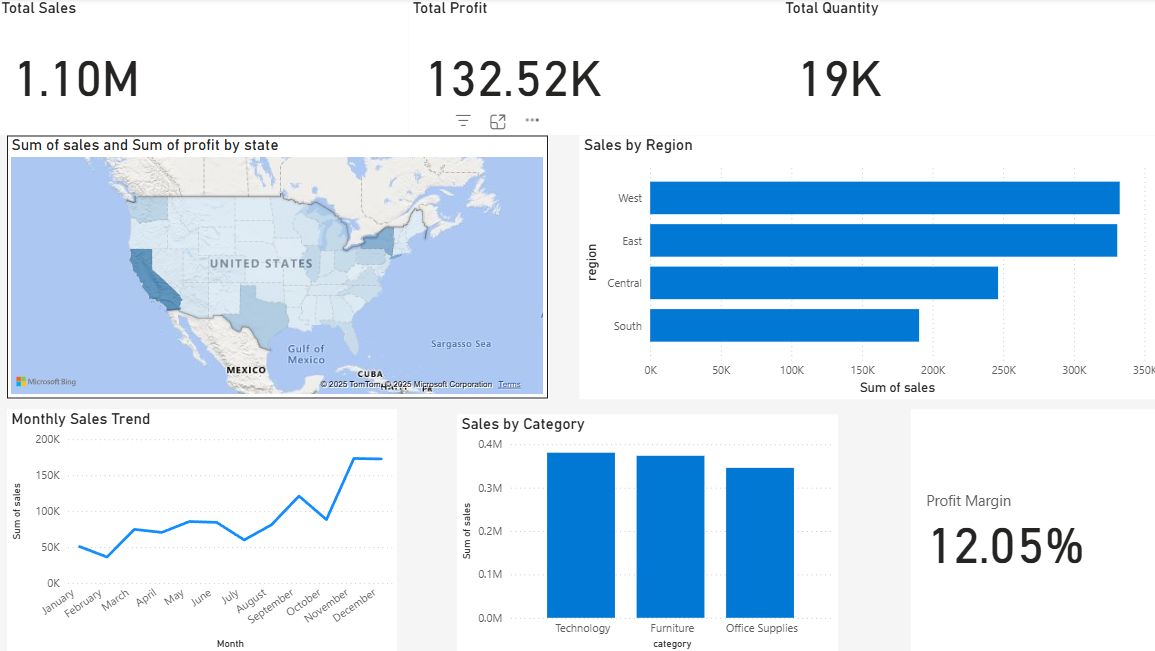 Total Sales
Total Profit
Total Quantity
1.10M
132.52K
19K
Sum of sales and Sum of profit by state
UNITED STATES
MEXICO
Gulf of
Mexico
CUBA
Sargasso Sea
Microsoft Bing
© 2025 TomTom, © 2025 Microsoft Corporation Terms
Sales by Region
region
West
East
Central
South
0K 50K 100K 150K 200K 250K 300K 350K
Sum of sales
Monthly Sales Trend
Sum of sales
200K
150K
100K
50K
0K
January February March April May June July August September October November December
Month
Sales by Category
Sum of sales
0.4M
0.3M
0.2M
0.1M
0.0M
Technology Furniture Office Supplies
category
Profit Margin
12.05%